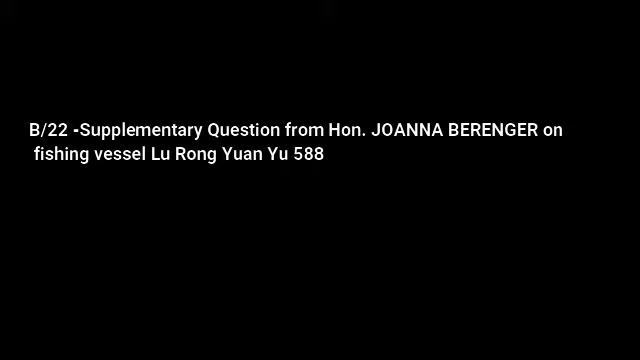 B/22 -Supplementary Question from Hon. JOANNA BERENGER on
fishing vessel Lu Rong Yuan Yu 588